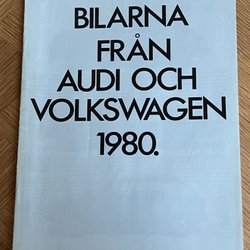 BILARNA
FRÅN
AUDI OCH
VOLKSWAGEN
1980.